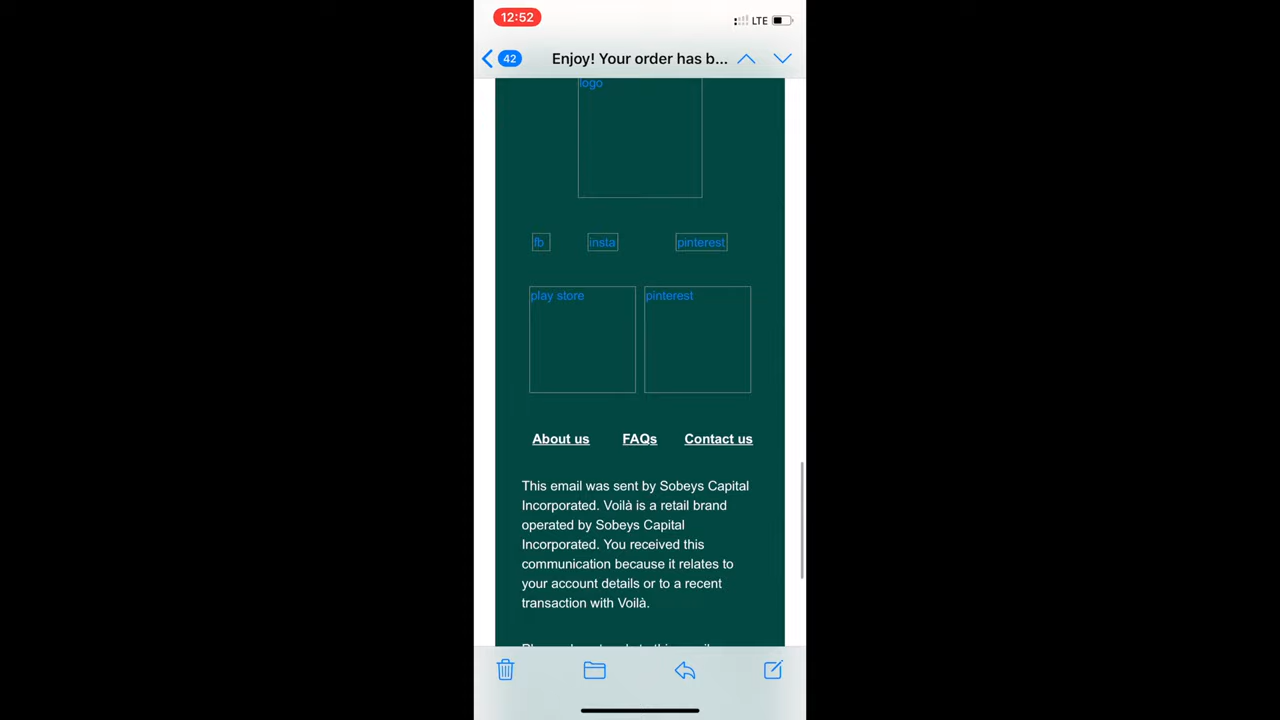 12:52
LTE
42 Enjoy! Your order has b...
logo
fb insta pinterest
play store pinterest
About us FAQs Contact us
This email was sent by Sobeys Capital
Incorporated. Voilà is a retail brand
operated by Sobeys Capital
Incorporated. You received this
communication because it relates to
your account details or to a recent
transaction with Voilà.